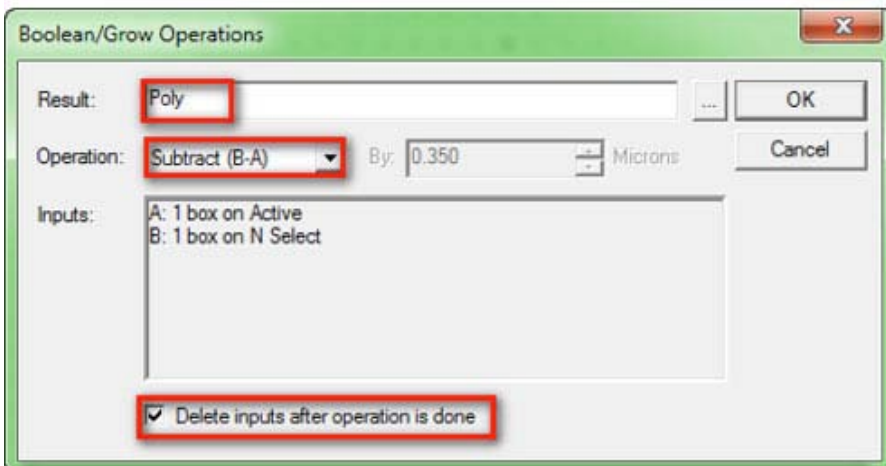 Boolean/Grow Operations
Result: Poly ... OK
Operation: Subtract (B-A) By: 0.350 Microns Cancel
Inputs: A: 1 box on Active
B: 1 box on N Select
Delete inputs after operation is done